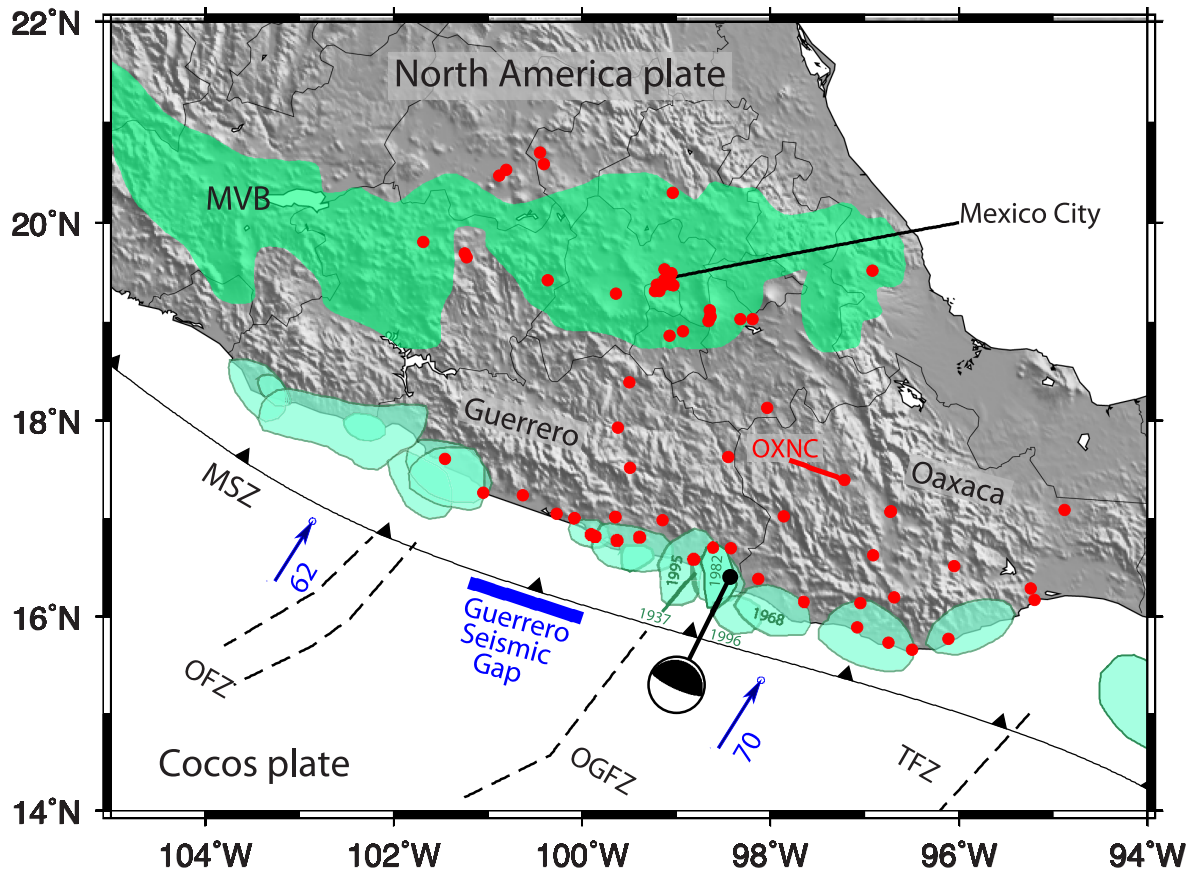 22°N
North America plate
MVB
20°N
Mexico City
18°N
Guerrero
OXNC
Oaxaca
MSZ
62
1995
1982
1937
1996
1968
16°N
Guerrero
Seismic
Gap
OFZ
70
Cocos plate
OGFZ
TFZ
14°N
104°W
102°W
100°W
98°W
96°W
94°W